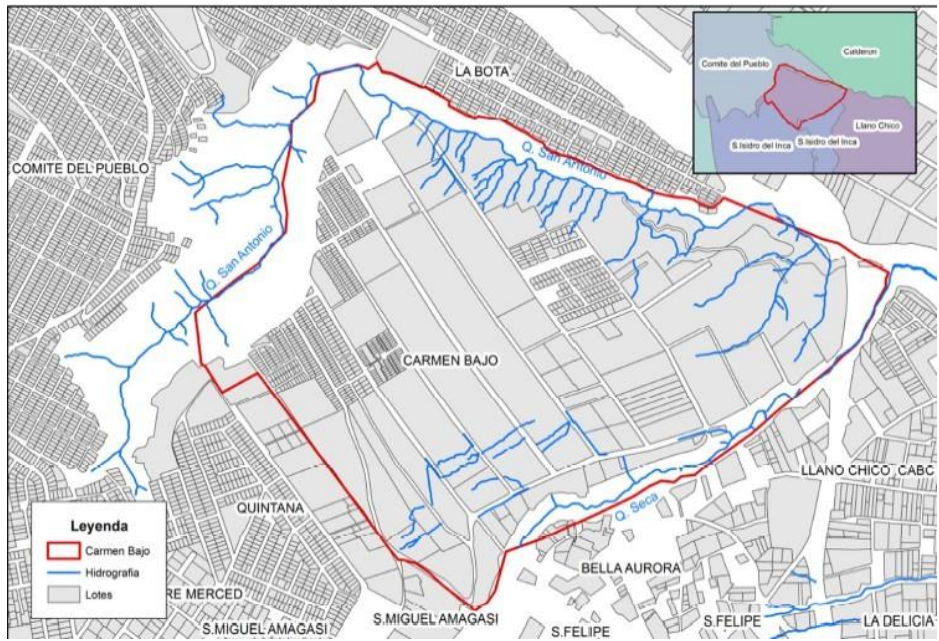 LA BOTA
COMITE DEL PUEBLO
Q. San Antonio
Q. San Antonio
CARMEN BAJO
QUINTANA
LLANO CHICO CABC
Q. Seca
BELLA AURORA
RE MERCED
S.MIGUEL AMAGASI
S.MIGUEL AMAGASI
S.FELIPE
S.FELIPE
LA DELICIA
Calderon
Comite del Pueblo
Llano Chico
S.Isidro del Inca
S.Isidro del Inca
Leyenda
Carmen Bajo
Hidrografia
Lotes